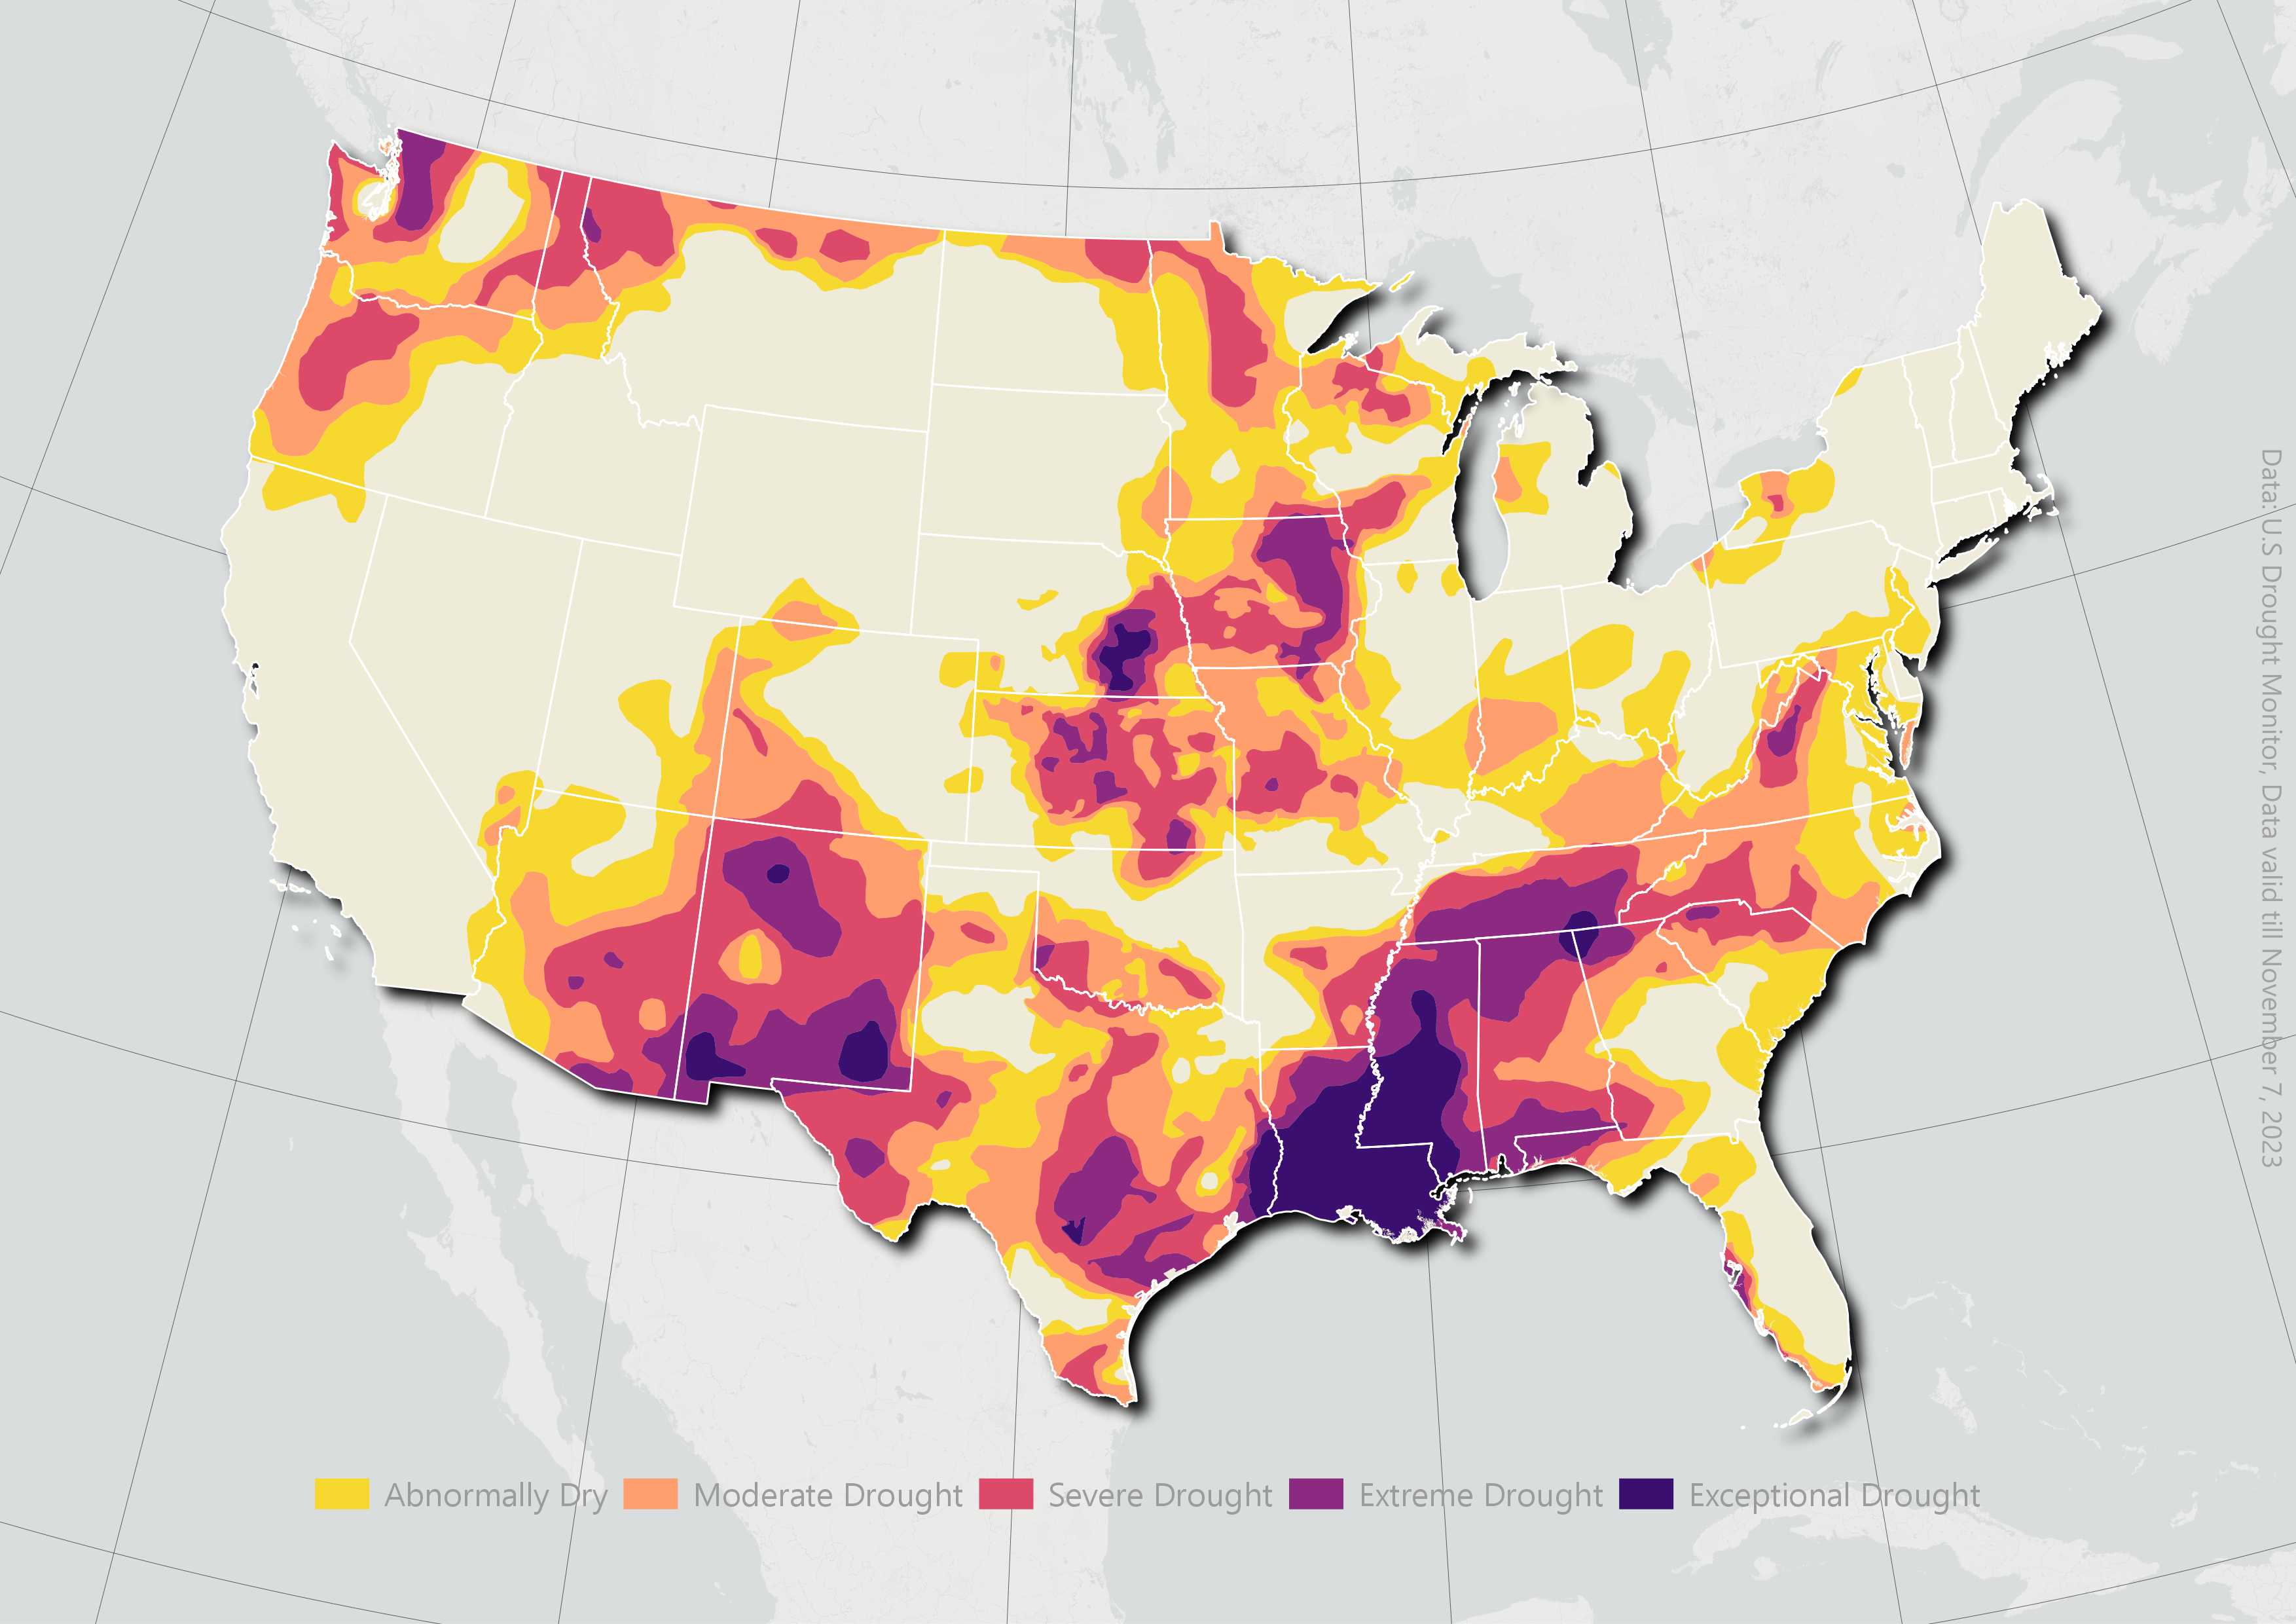 Data: U.S Drought Monitor, Data valid till November 7, 2023
Abnormally Dry
Moderate Drought
Severe Drought
Extreme Drought
Exceptional Drought